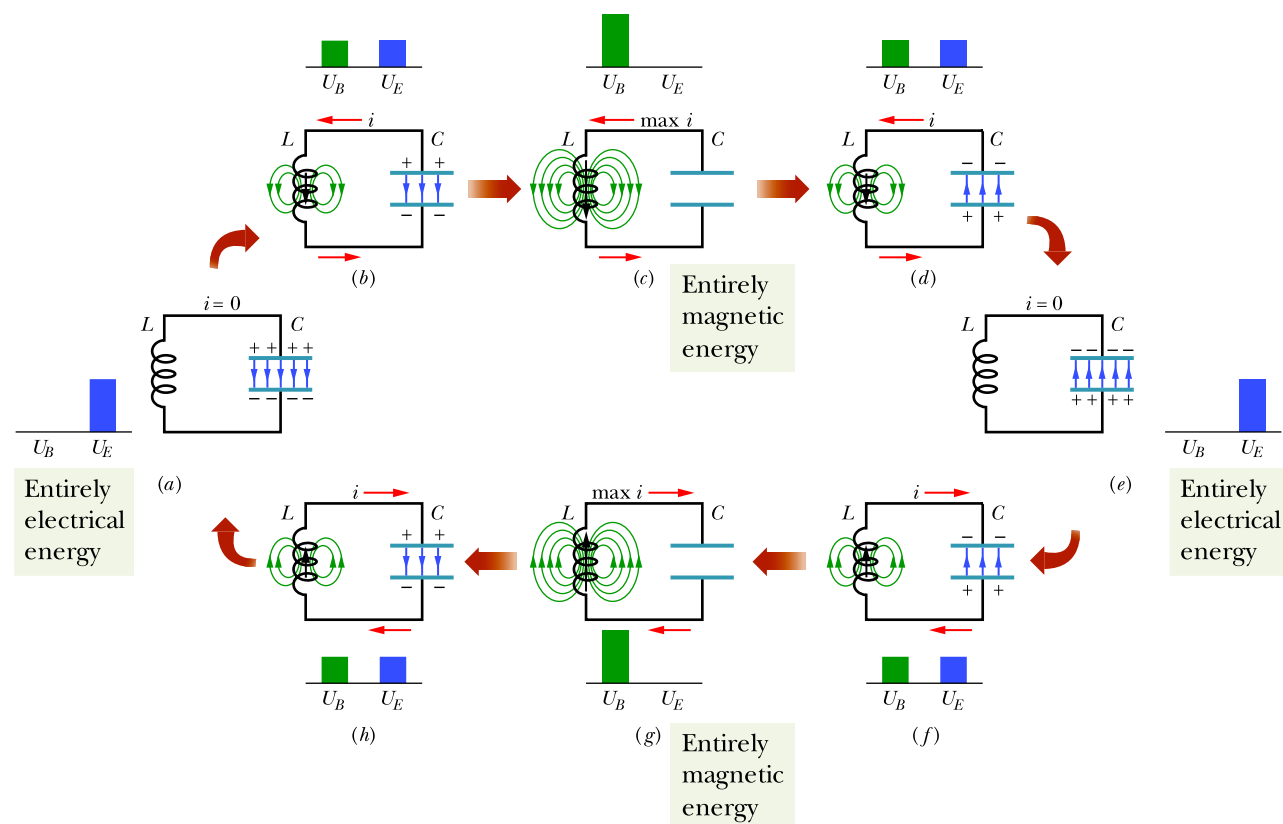 U_B U_E
U_B U_E
U_B U_E
i
L C
+ +
− −
(b)
max i
L C
(c)
Entirely
magnetic
energy
i
L C
− −
+ +
(d)
i = 0
L C
+ + + +
− − − −
U_B U_E
(a)
Entirely
electrical
energy
i = 0
L C
− − − −
+ + + +
U_B U_E
(e)
Entirely
electrical
energy
i
L C
+ +
− −
U_B U_E
(h)
max i
L C
U_B U_E
(g)
Entirely
magnetic
energy
i
L C
− −
+ +
U_B U_E
(f)